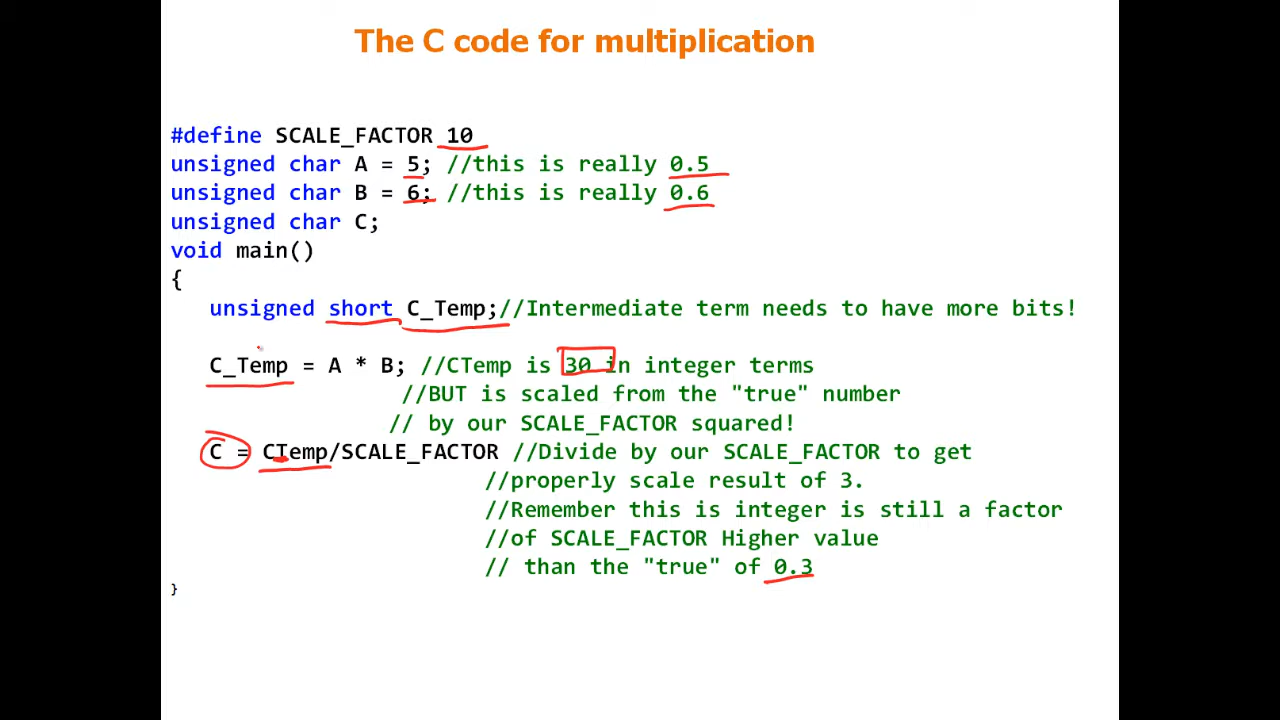 The C code for multiplication
#define SCALE_FACTOR 10
unsigned char A = 5; //this is really 0.5
unsigned char B = 6; //this is really 0.6
unsigned char C;
void main()
{
unsigned short C_Temp;//Intermediate term needs to have more bits!
C_Temp = A * B; //CTemp is 30 in integer terms
//BUT is scaled from the "true" number
// by our SCALE_FACTOR squared!
C = CTemp/SCALE_FACTOR //Divide by our SCALE_FACTOR to get
//properly scale result of 3.
//Remember this is integer is still a factor
//of SCALE_FACTOR Higher value
// than the "true" of 0.3
}